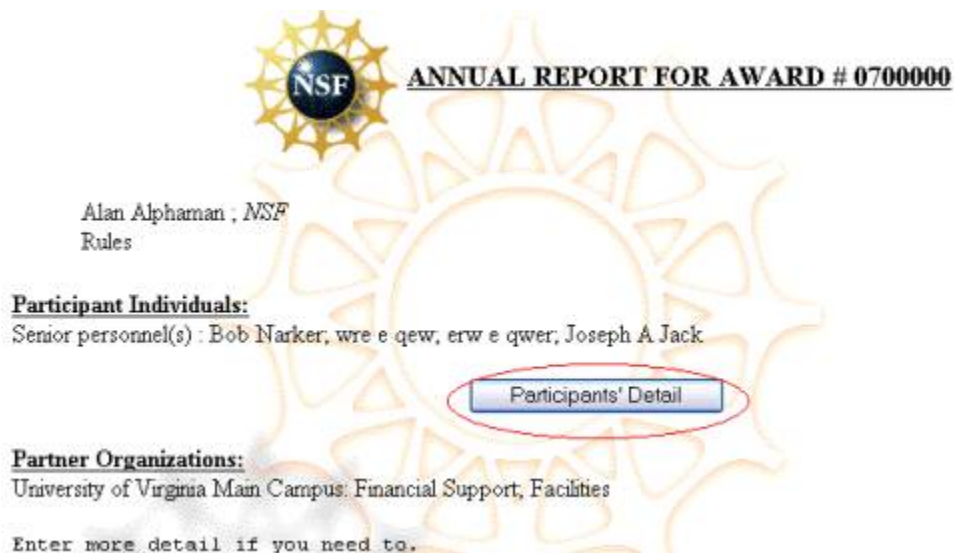 NSF
ANNUAL REPORT FOR AWARD # 0700000
Alan Alphaman ; NSF
Rules
Participant Individuals:
Senior personnel(s) : Bob Narker; wre e qew; erw e qwer; Joseph A Jack
Participants' Detail
Partner Organizations:
University of Virginia Main Campus: Financial Support; Facilities
Enter more detail if you need to.